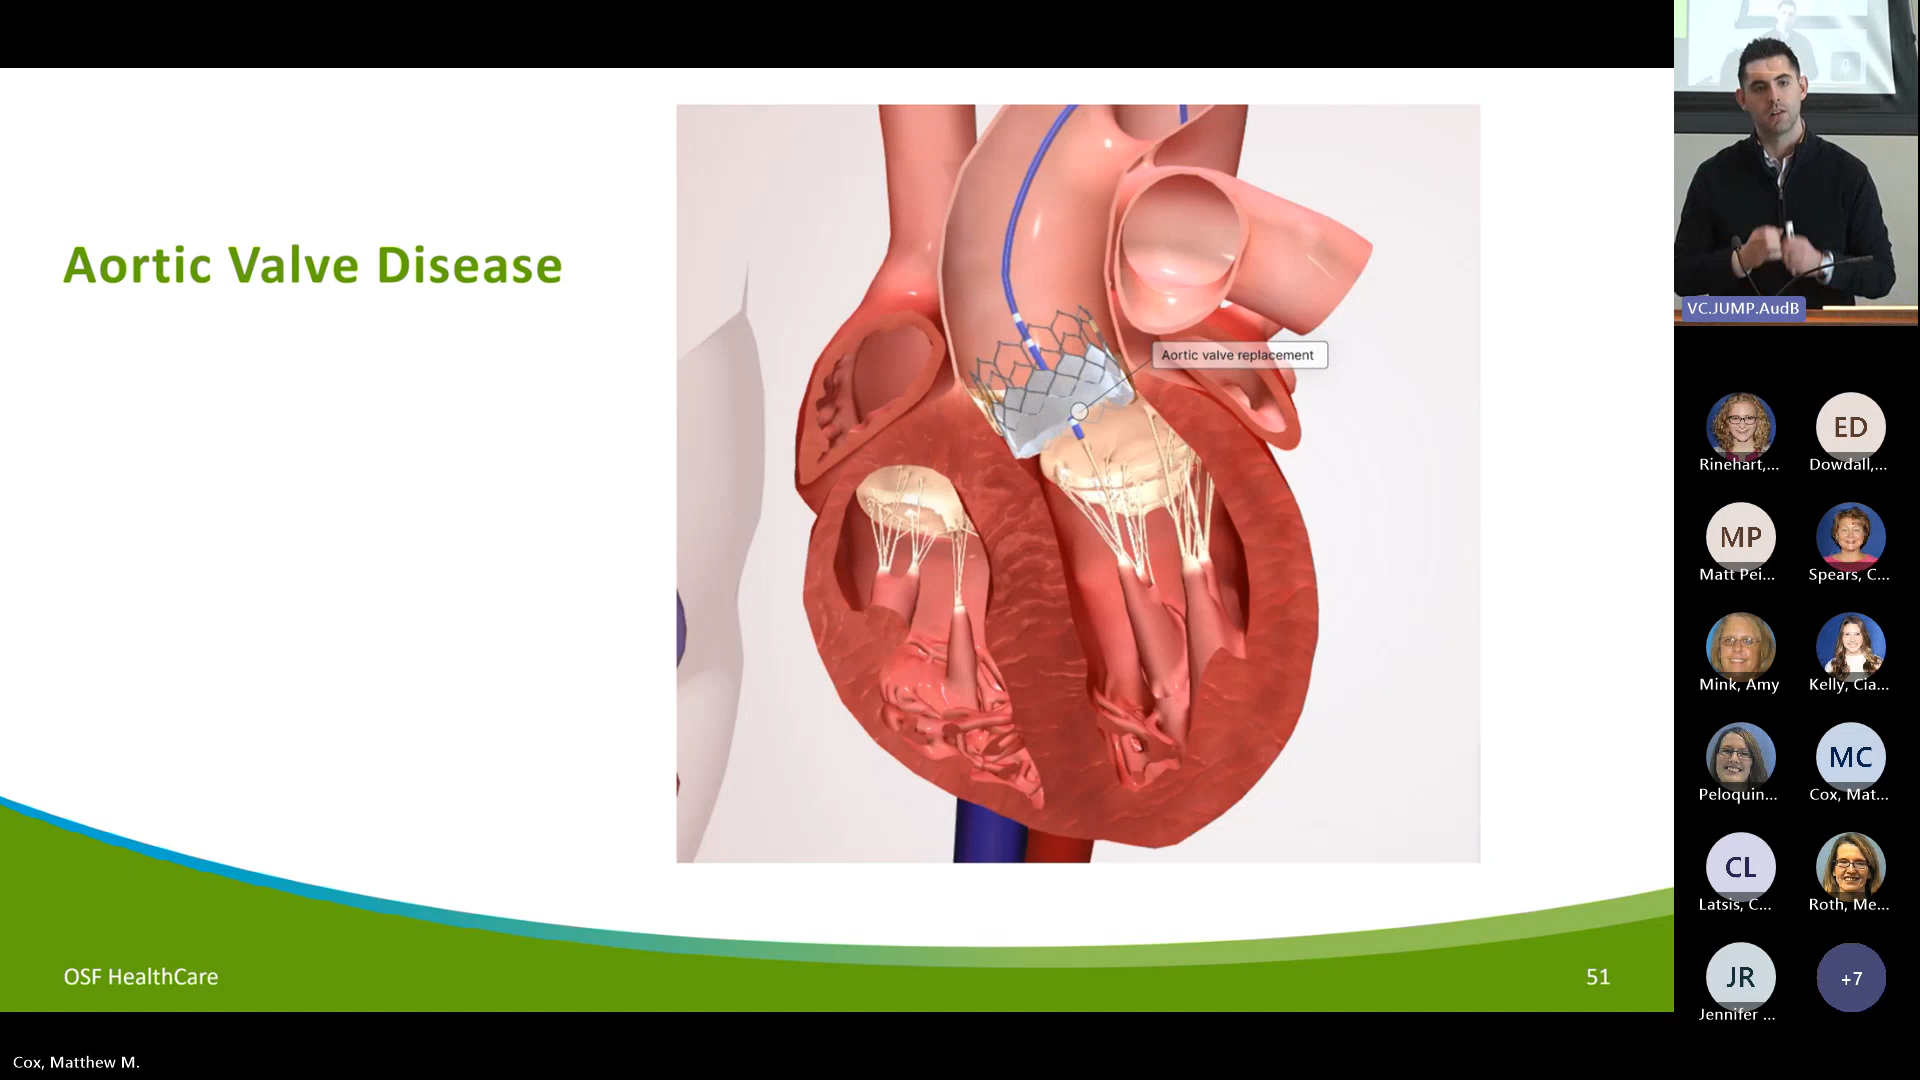 Aortic Valve Disease
Aortic valve replacement
OSF HealthCare
51
VC.JUMP.AudB
Rinehart,...
ED
Dowdall,...
MP
Matt Pei...
Spears, C...
Mink, Amy
Kelly, Cia...
Peloquin...
MC
Cox, Mat...
CL
Latsis, C...
Roth, Me...
JR
Jennifer ...
+7
Cox, Matthew M.